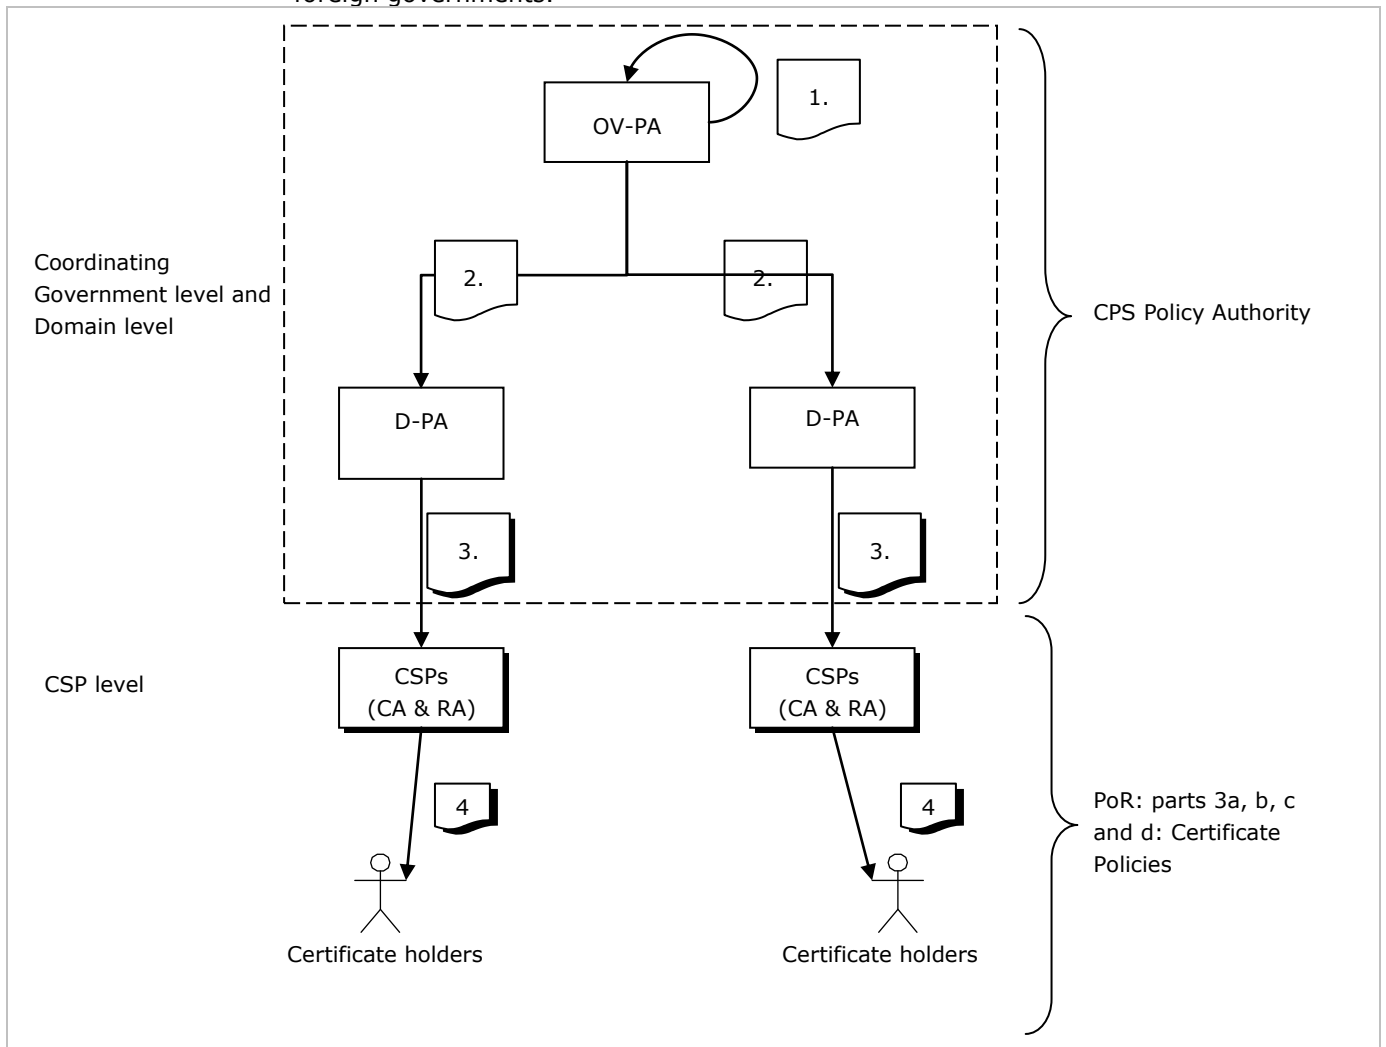 foreign governments.
OV-PA
1.
Coordinating
Government level and
Domain level
2.
2.
CPS Policy Authority
D-PA
D-PA
3.
3.
CSP level
CSPs
(CA & RA)
CSPs
(CA & RA)
4
4
PoR: parts 3a, b, c
and d: Certificate
Policies
Certificate holders
Certificate holders